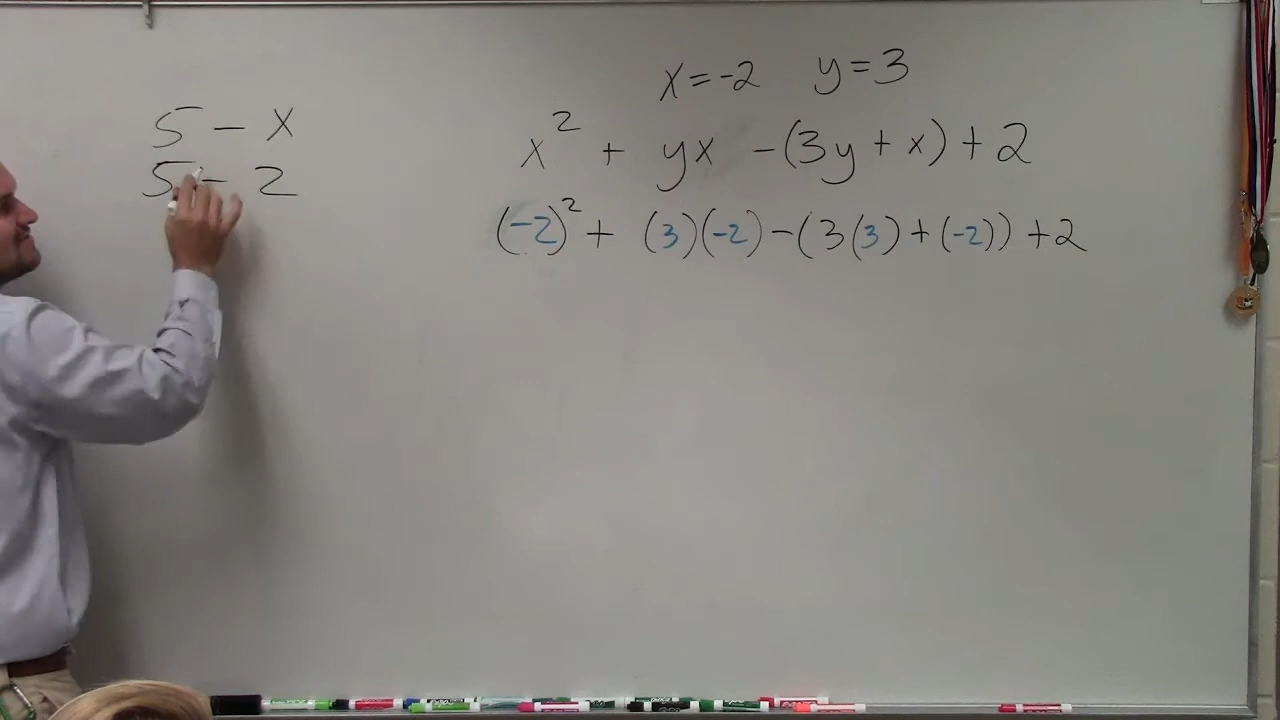 5 - x
5 - 2
x=-2 y=3
x² + yx -(3y + x) + 2
(-2)² + (3)(-2) - (3(3) + (-2)) + 2